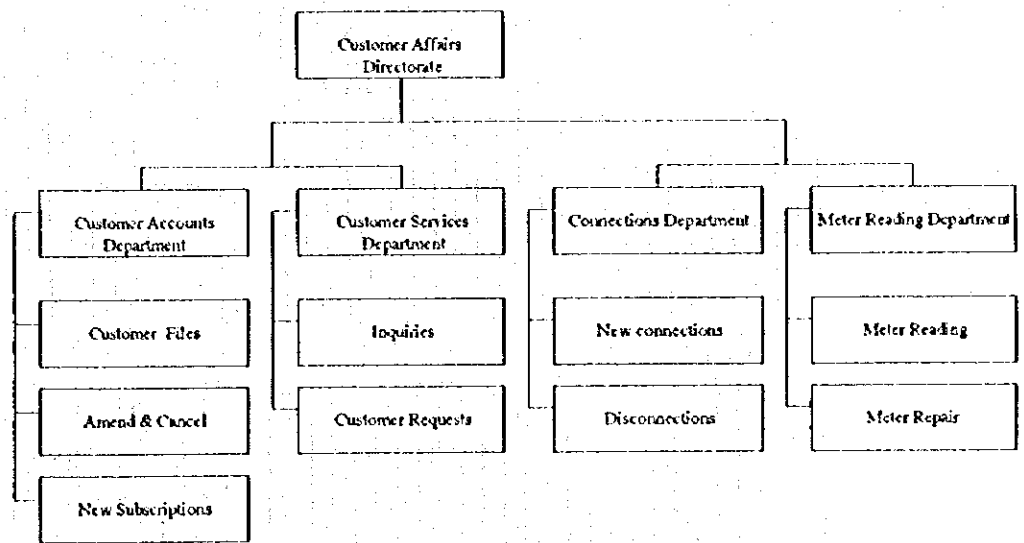 Customer Affairs
Directorate
Customer Accounts
Department
Customer Services
Department
Connections Department
Meter Reading Department
Customer Files
Inquiries
New connections
Meter Reading
Amend & Cancel
Customer Requests
Disconnections
Meter Repair
New Subscriptions